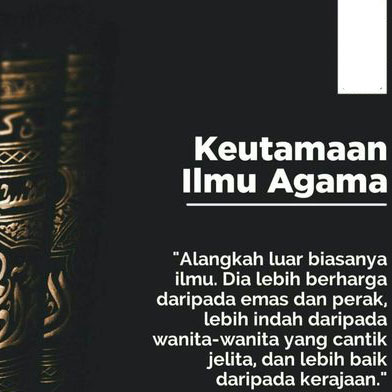 Keutamaan
Ilmu Agama
"Alangkah luar biasanya
ilmu. Dia lebih berharga
daripada emas dan perak,
lebih indah daripada
wanita-wanita yang cantik
jelita, dan lebih baik
daripada kerajaan."